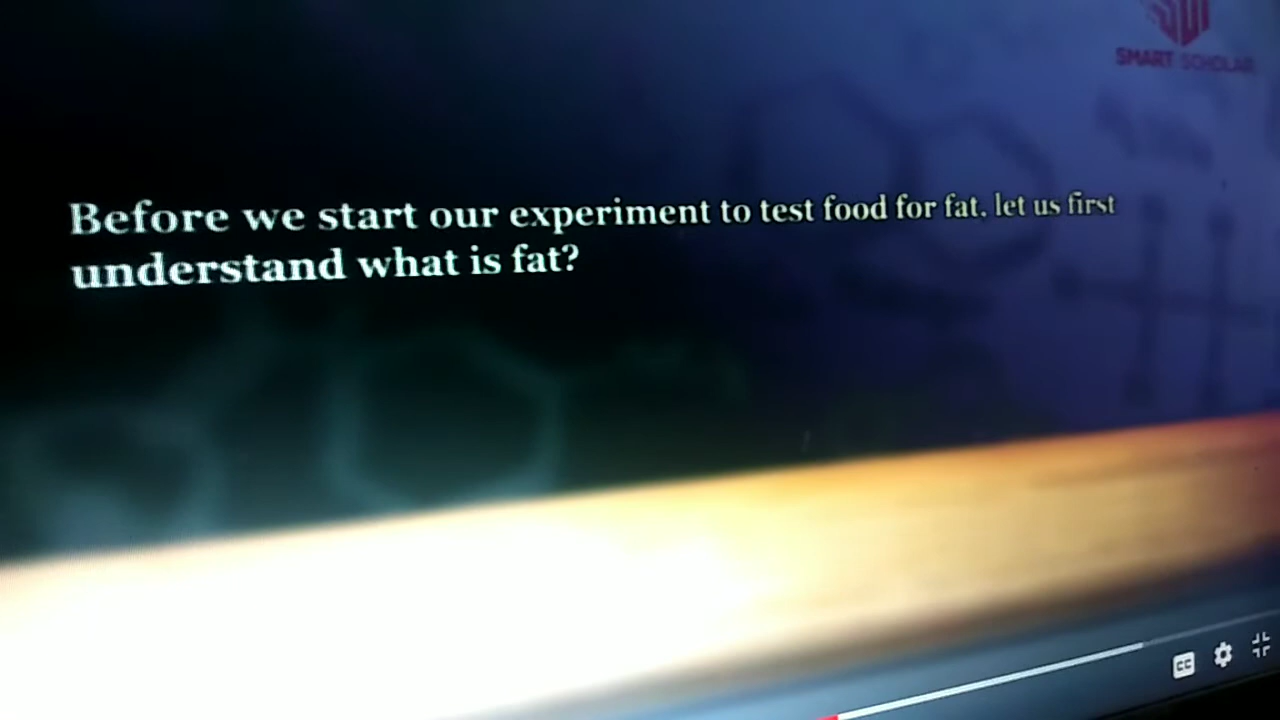 SMART SCHOLAR
Before we start our experiment to test food for fat. let us first
understand what is fat?
CC